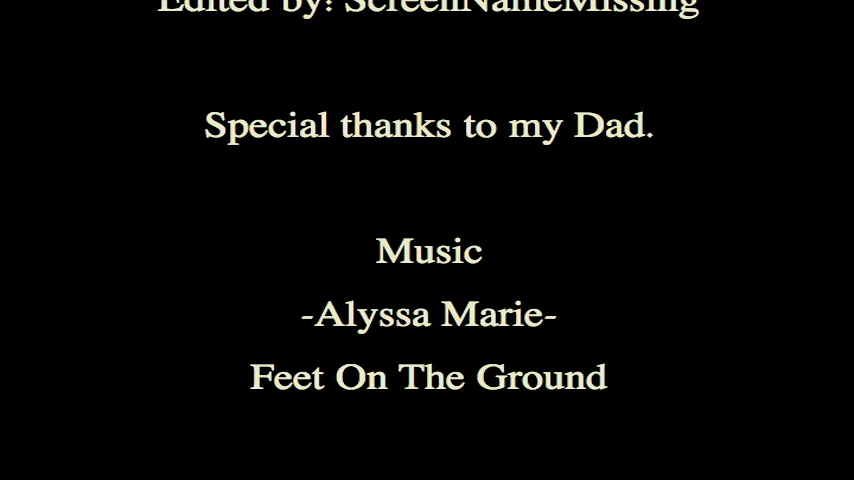 Edited by: ScreenNameMissing
Special thanks to my Dad.
Music
-Alyssa Marie-
Feet On The Ground